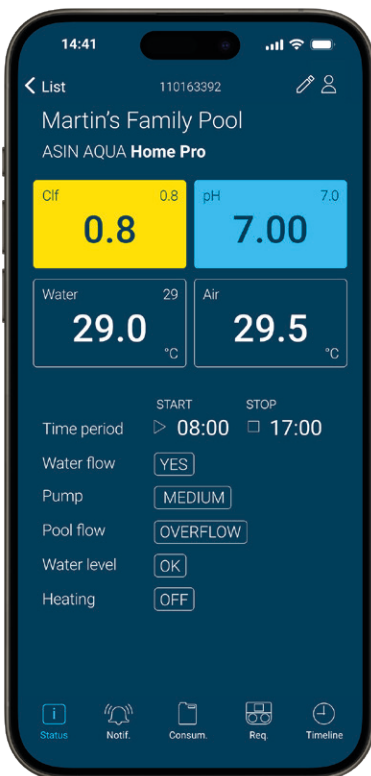 14:41
List 110163392
Martin's Family Pool
ASIN AQUA Home Pro
Clf 0.8 pH 7.0
0.8 7.00
Water 29 Air
29.0 °C 29.5 °C
START STOP
Time period 08:00 17:00
Water flow YES
Pump MEDIUM
Pool flow OVERFLOW
Water level OK
Heating OFF
Status Notif. Consum. Req. Timeline